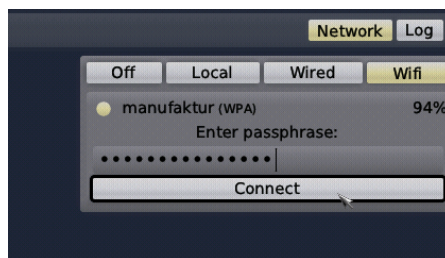 Network Log
Off Local Wired Wifi
manufaktur (WPA) 94%
Enter passphrase:
•••••••••••••••
Connect